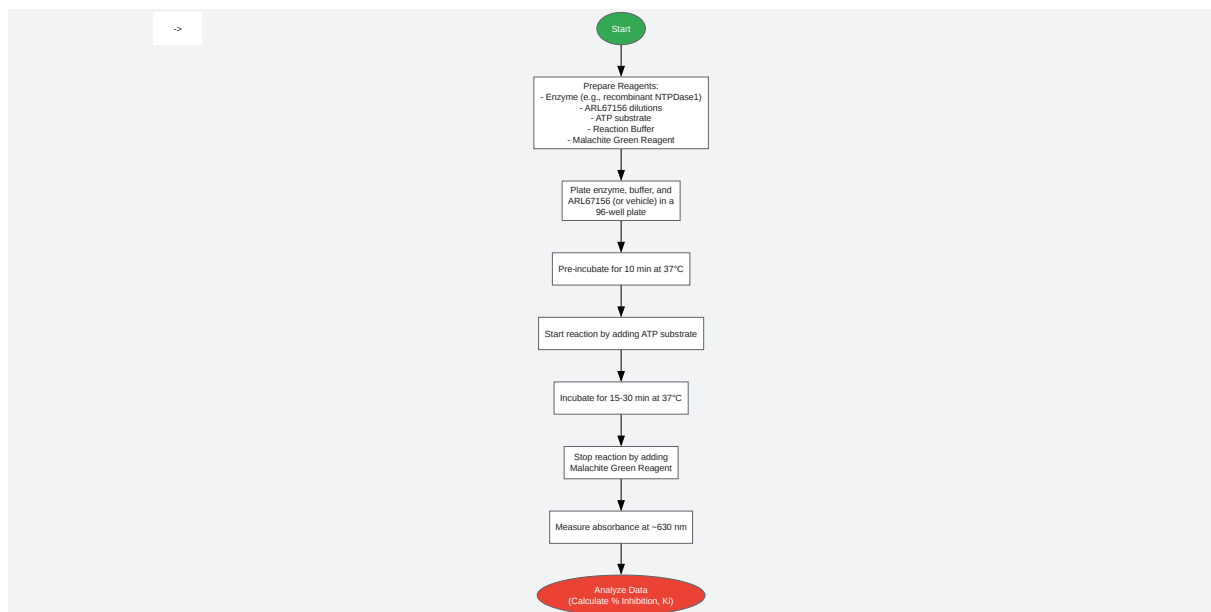 ->
Start
Prepare Reagents:
- Enzyme (e.g., recombinant NTPDase1)
- ARL67156 dilutions
- ATP substrate
- Reaction Buffer
- Malachite Green Reagent
Plate enzyme, buffer, and
ARL67156 (or vehicle) in a
96-well plate
Pre-incubate for 10 min at 37°C
Start reaction by adding ATP substrate
Incubate for 15-30 min at 37°C
Stop reaction by adding
Malachite Green Reagent
Measure absorbance at ~630 nm
Analyze Data
(Calculate % Inhibition, Ki)